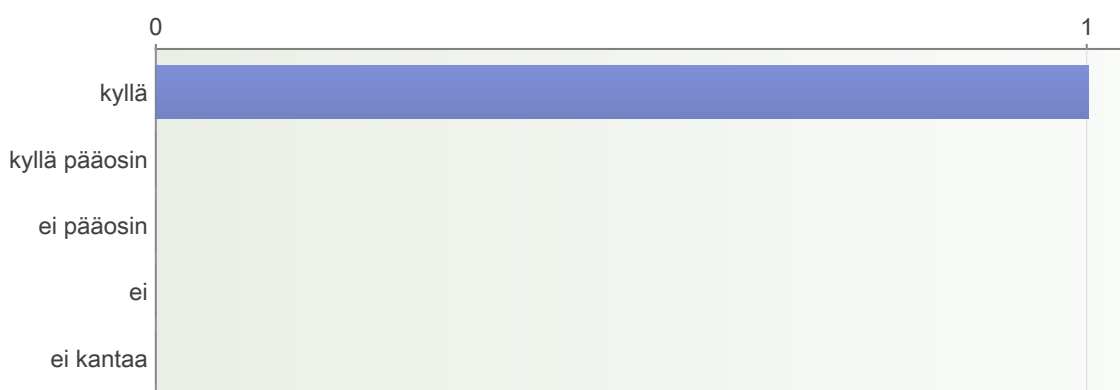 0 1
kyllä
kyllä pääosin
ei pääosin
ei
ei kantaa